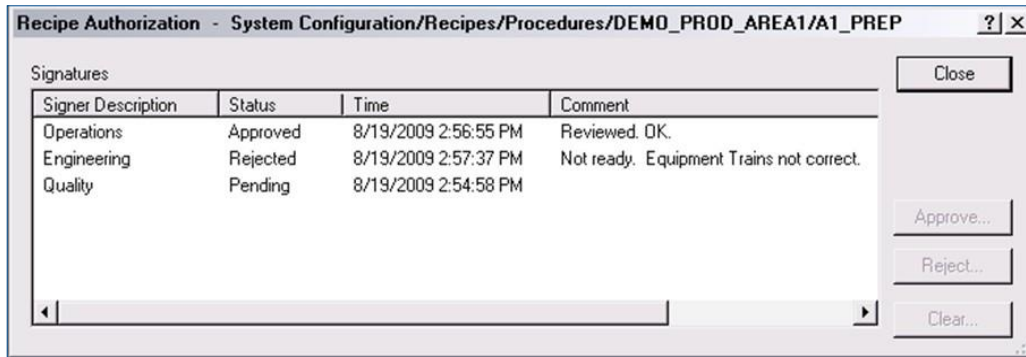 Recipe Authorization - System Configuration/Recipes/Procedures/DEMO_PROD_AREA1/A1_PREP
Signatures
Close
Signer Description Status Time Comment
Operations Approved 8/19/2009 2:56:55 PM Reviewed. OK.
Engineering Rejected 8/19/2009 2:57:37 PM Not ready. Equipment Trains not correct.
Quality Pending 8/19/2009 2:54:58 PM
Approve...
Reject...
Clear...